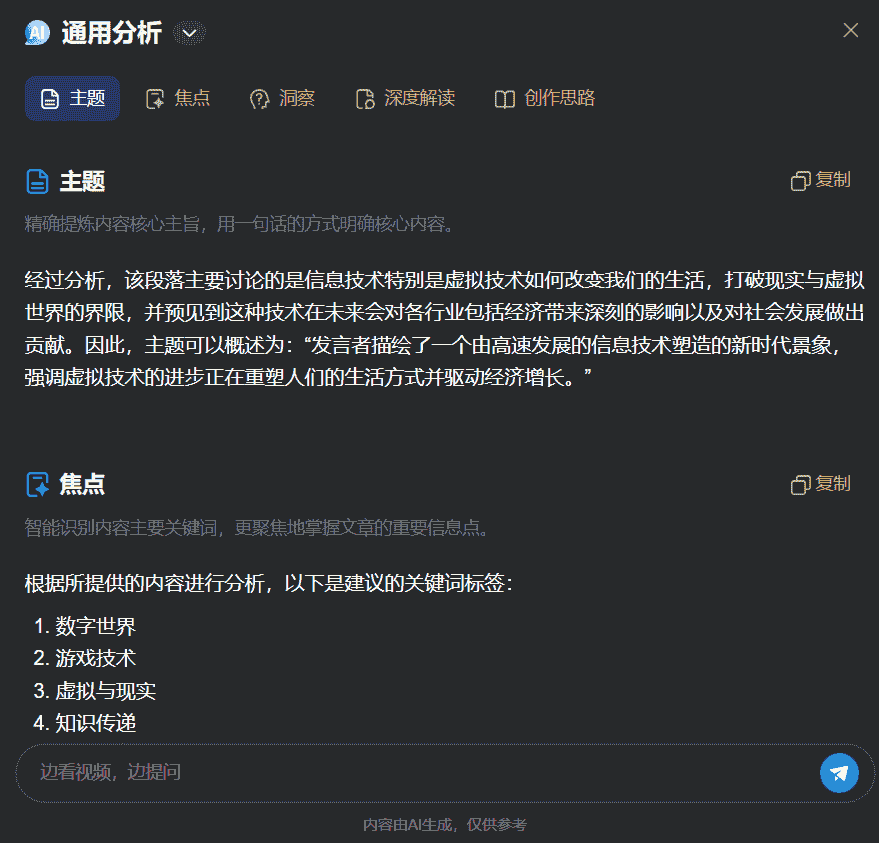 AI 通用分析
主题 焦点 洞察 深度解读 创作思路
主题 复制
精确提炼内容核心主旨，用一句话的方式明确核心内容。
经过分析，该段落主要讨论的是信息技术特别是虚拟技术如何改变我们的生活，打破现实与虚拟
世界的界限，并预见到这种技术在未来会对各行业包括经济带来深刻的影响以及对社会发展做出
贡献。因此，主题可以概述为：“发言者描绘了一个由高速发展的信息技术塑造的新时代景象，
强调虚拟技术的进步正在重塑人们的生活方式并驱动经济增长。”
焦点 复制
智能识别内容主要关键词，更聚焦地掌握文章的重要信息点。
根据所提供的内容进行分析，以下是建议的关键词标签：
1. 数字世界
2. 游戏技术
3. 虚拟与现实
4. 知识传递
边看视频，边提问
内容由AI生成，仅供参考